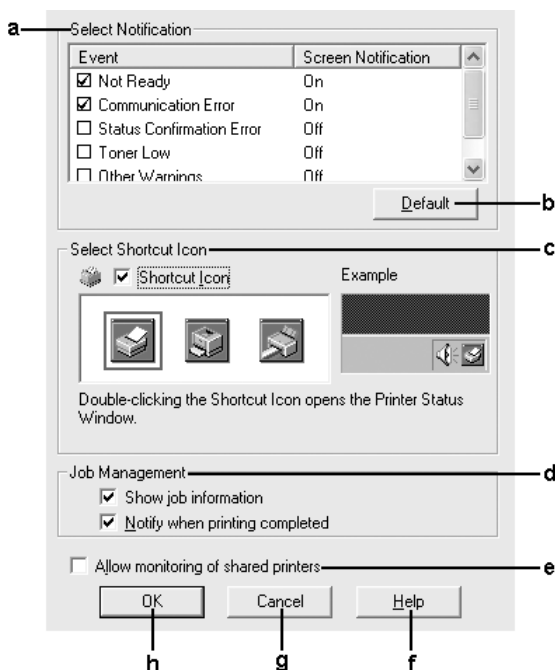 a
Select Notification
Event Screen Notification
Not Ready On
Communication Error On
Status Confirmation Error Off
Toner Low Off
Other Warnings Off
Default
b
Select Shortcut Icon
c
Shortcut Icon
Example
Double-clicking the Shortcut Icon opens the Printer Status
Window.
Job Management
d
Show job information
Notify when printing completed
Allow monitoring of shared printers
e
OK Cancel Help
h g f